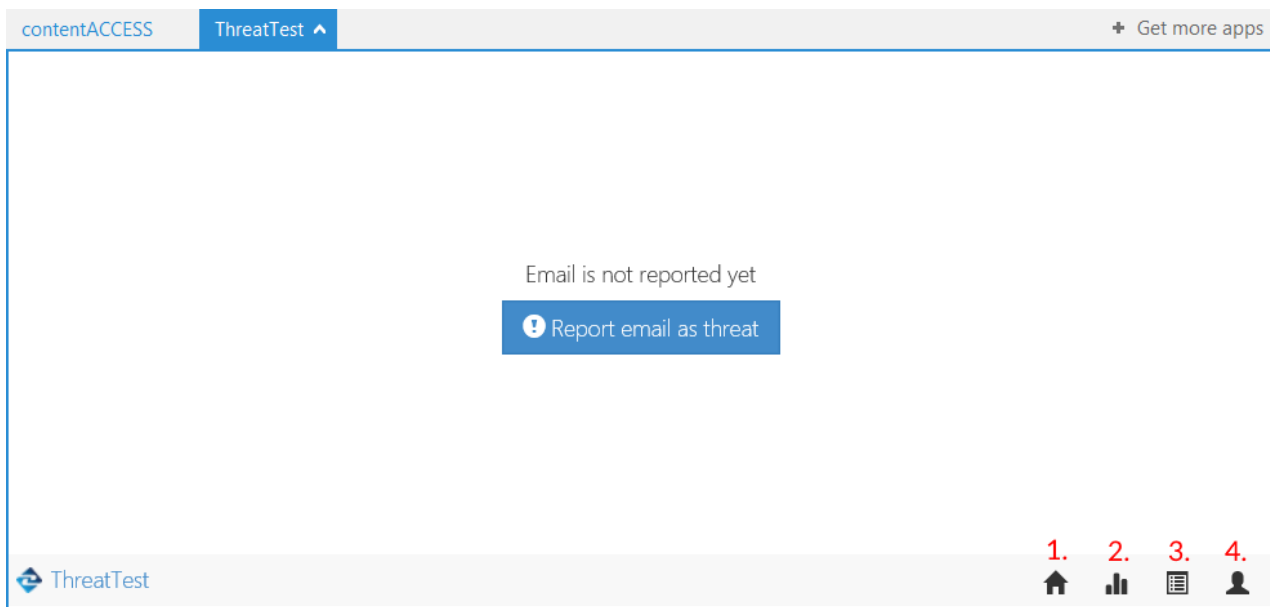 contentACCESS
ThreatTest
Get more apps
Email is not reported yet
Report email as threat
1. 2. 3. 4.
ThreatTest